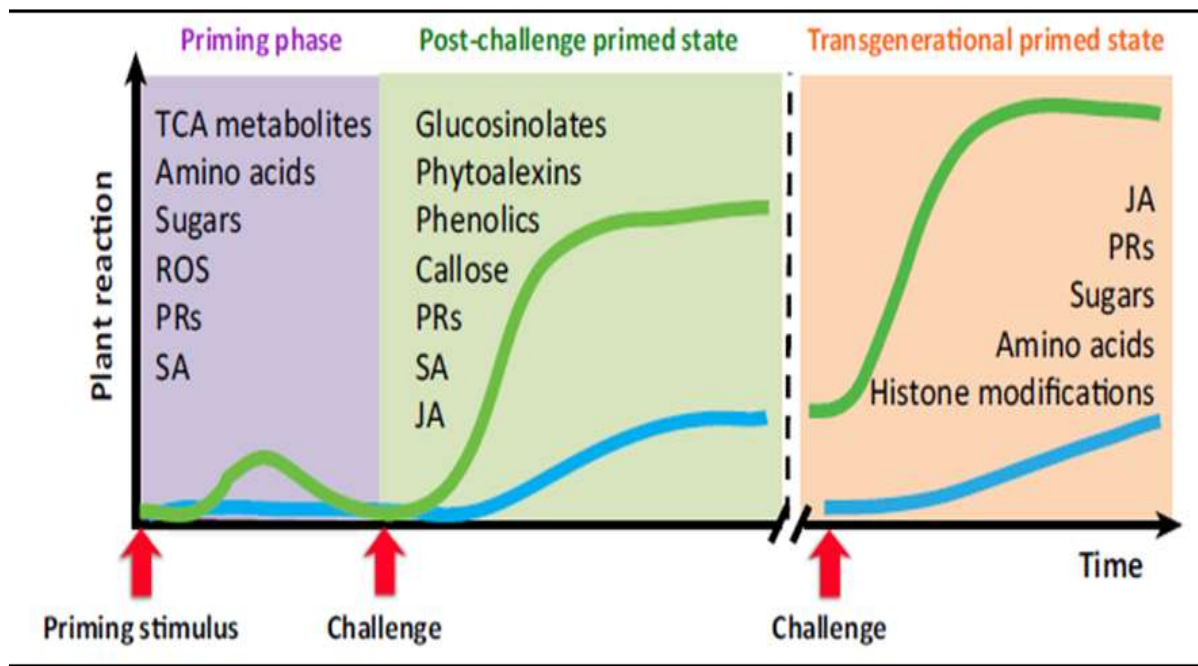 Priming phase
Post-challenge primed state
Transgenerational primed state
Plant reaction
TCA metabolites
Amino acids
Sugars
ROS
PRs
SA
Glucosinolates
Phytoalexins
Phenolics
Callose
PRs
SA
JA
JA
PRs
Sugars
Amino acids
Histone modifications
Time
Priming stimulus
Challenge
Challenge